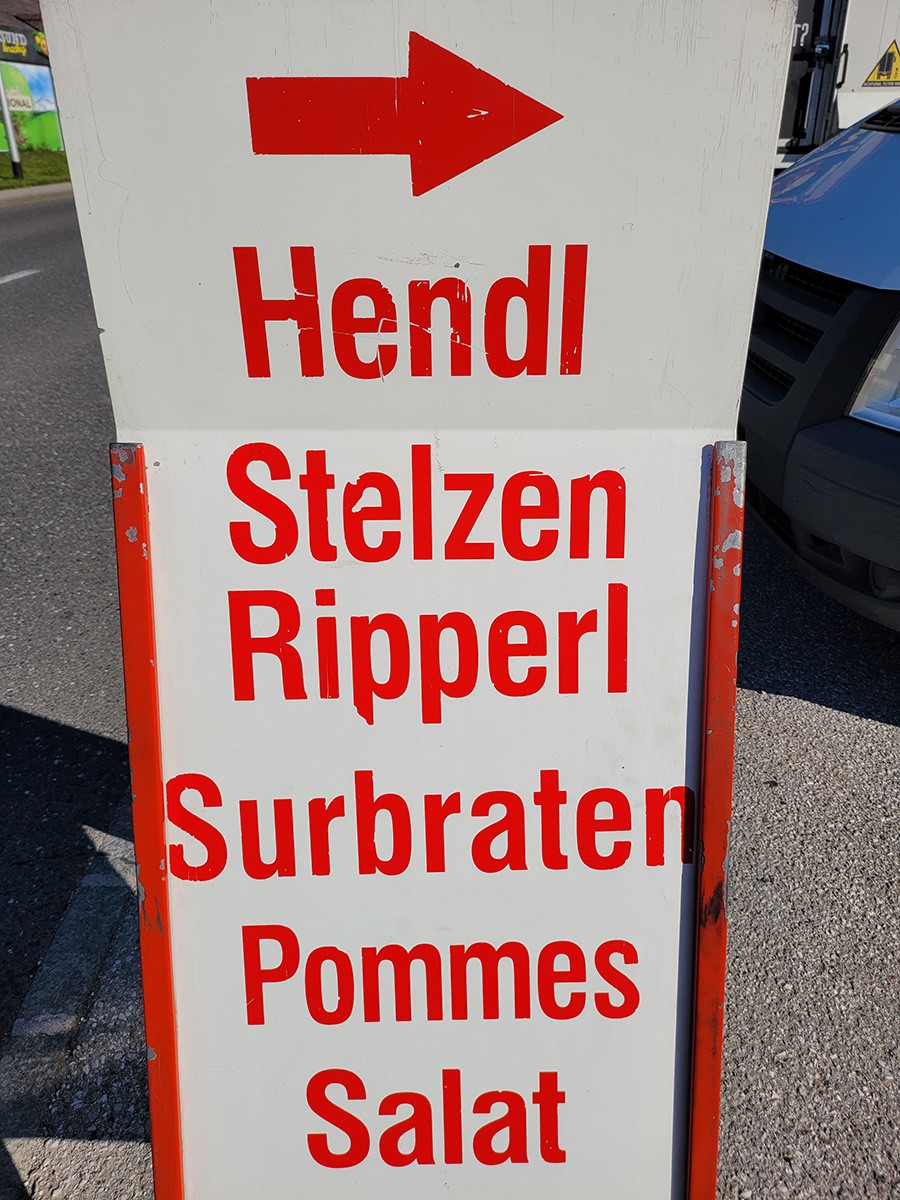 Hendl
Stelzen
Ripperl
Surbraten
Pommes
Salat